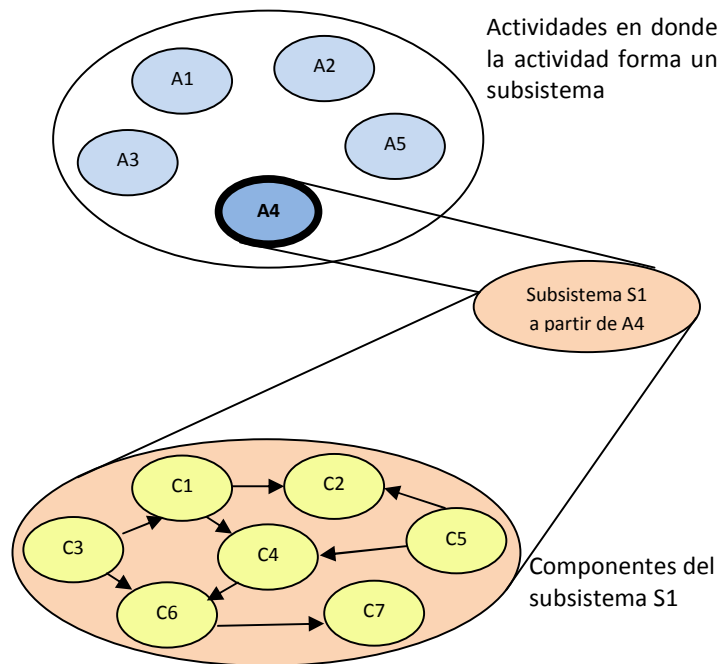 Actividades en donde
la actividad forma un
subsistema
A1
A2
A3
A5
A4
Subsistema S1
a partir de A4
C1
C2
C3
C4
C5
C6
C7
Componentes del
subsistema S1